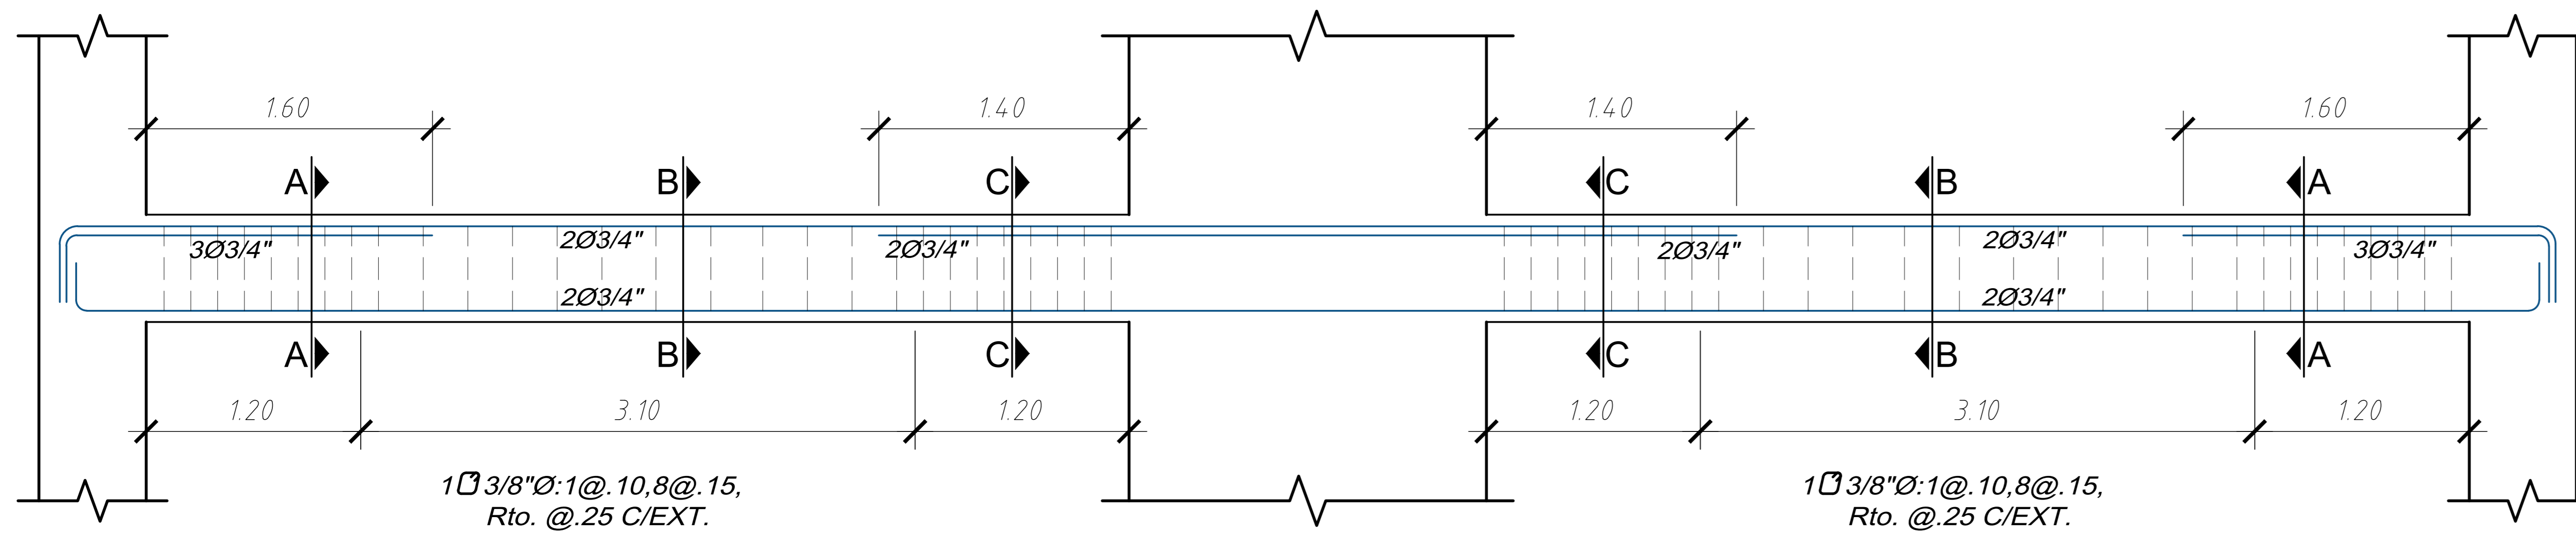 1.60
1.40
1.40
1.60
A
B
C
C
B
A
3Ø3/4"
2Ø3/4"
2Ø3/4"
2Ø3/4"
2Ø3/4"
3Ø3/4"
2Ø3/4"
2Ø3/4"
A
B
C
C
B
A
1.20
3.10
1.20
1.20
3.10
1.20
1 3/8"Ø:1@.10,8@.15,
Rto. @.25 C/EXT.
1 3/8"Ø:1@.10,8@.15,
Rto. @.25 C/EXT.